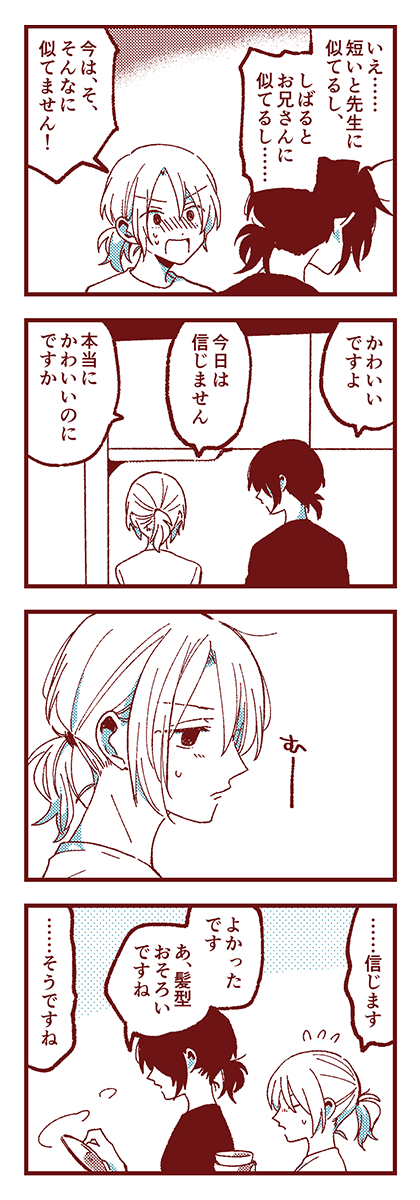 いえ……
短いと先生に
似てるし、
しばると
お兄さんに
似てるし……
今は、そ、
そんなに
似てません！
かわいい
ですよ
今日は
信じません
本当に
かわいいのに
ですか
むー
……信じます
よかった
です
あ、髪型
おそろい
ですね
……そうですね